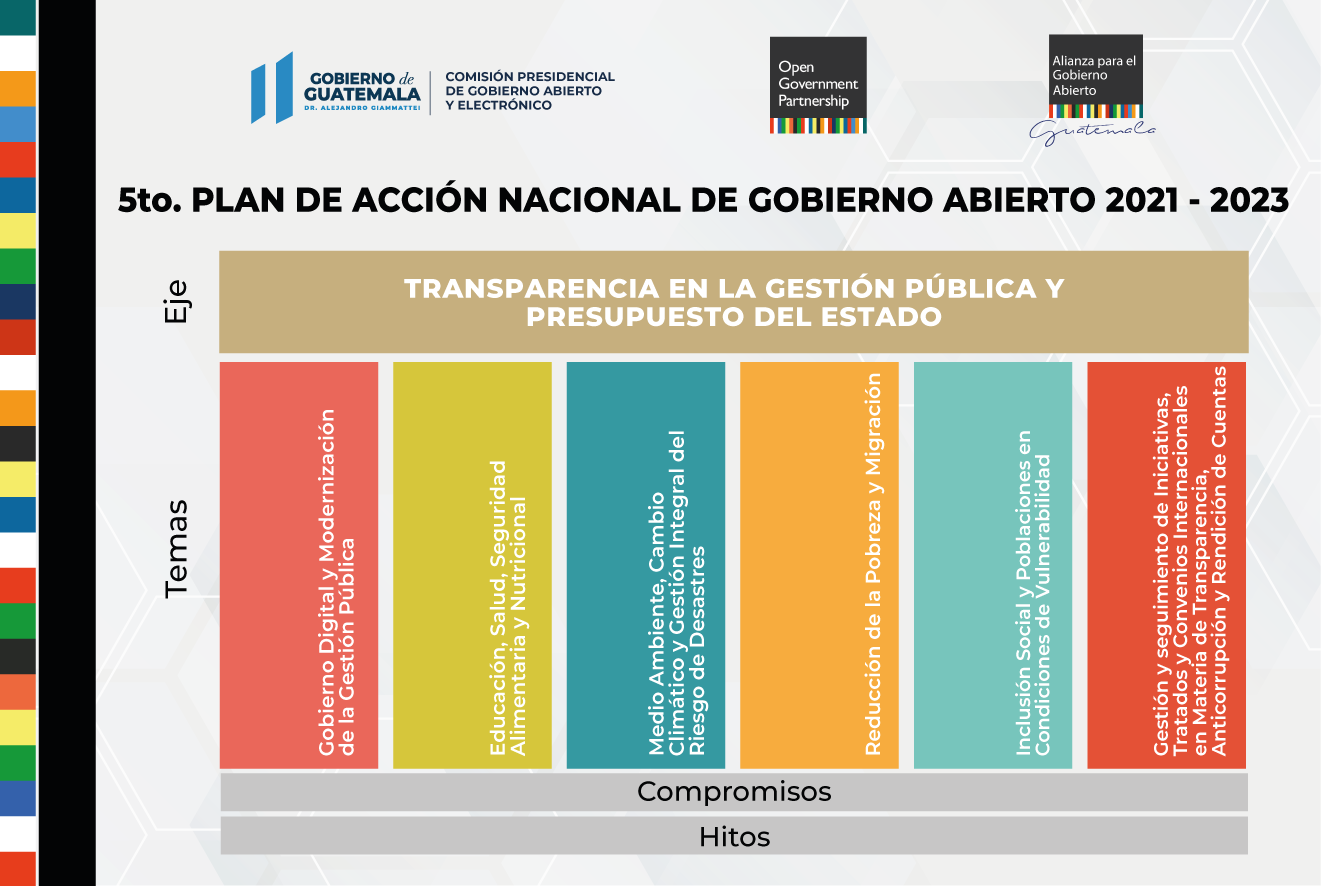 GOBIERNO de
GUATEMALA
DR. ALEJANDRO GIAMMATTEI
COMISIÓN PRESIDENCIAL
DE GOBIERNO ABIERTO
Y ELECTRÓNICO
Open
Government
Partnership
Alianza para el
Gobierno
Abierto
Guatemala
5to. PLAN DE ACCIÓN NACIONAL DE GOBIERNO ABIERTO 2021 - 2023
Eje
TRANSPARENCIA EN LA GESTIÓN PÚBLICA Y
PRESUPUESTO DEL ESTADO
Temas
Gobierno Digital y Modernización
de la Gestión Pública
Educación, Salud, Seguridad
Alimentaria y Nutricional
Medio Ambiente, Cambio
Climático y Gestión Integral del
Riesgo de Desastres
Reducción de la Pobreza y Migración
Inclusión Social y Poblaciones en
Condiciones de Vulnerabilidad
Gestión y seguimiento de Iniciativas,
Tratados y Convenios Internacionales
en Materia de Transparencia,
Anticorrupción y Rendición de Cuentas
Compromisos
Hitos